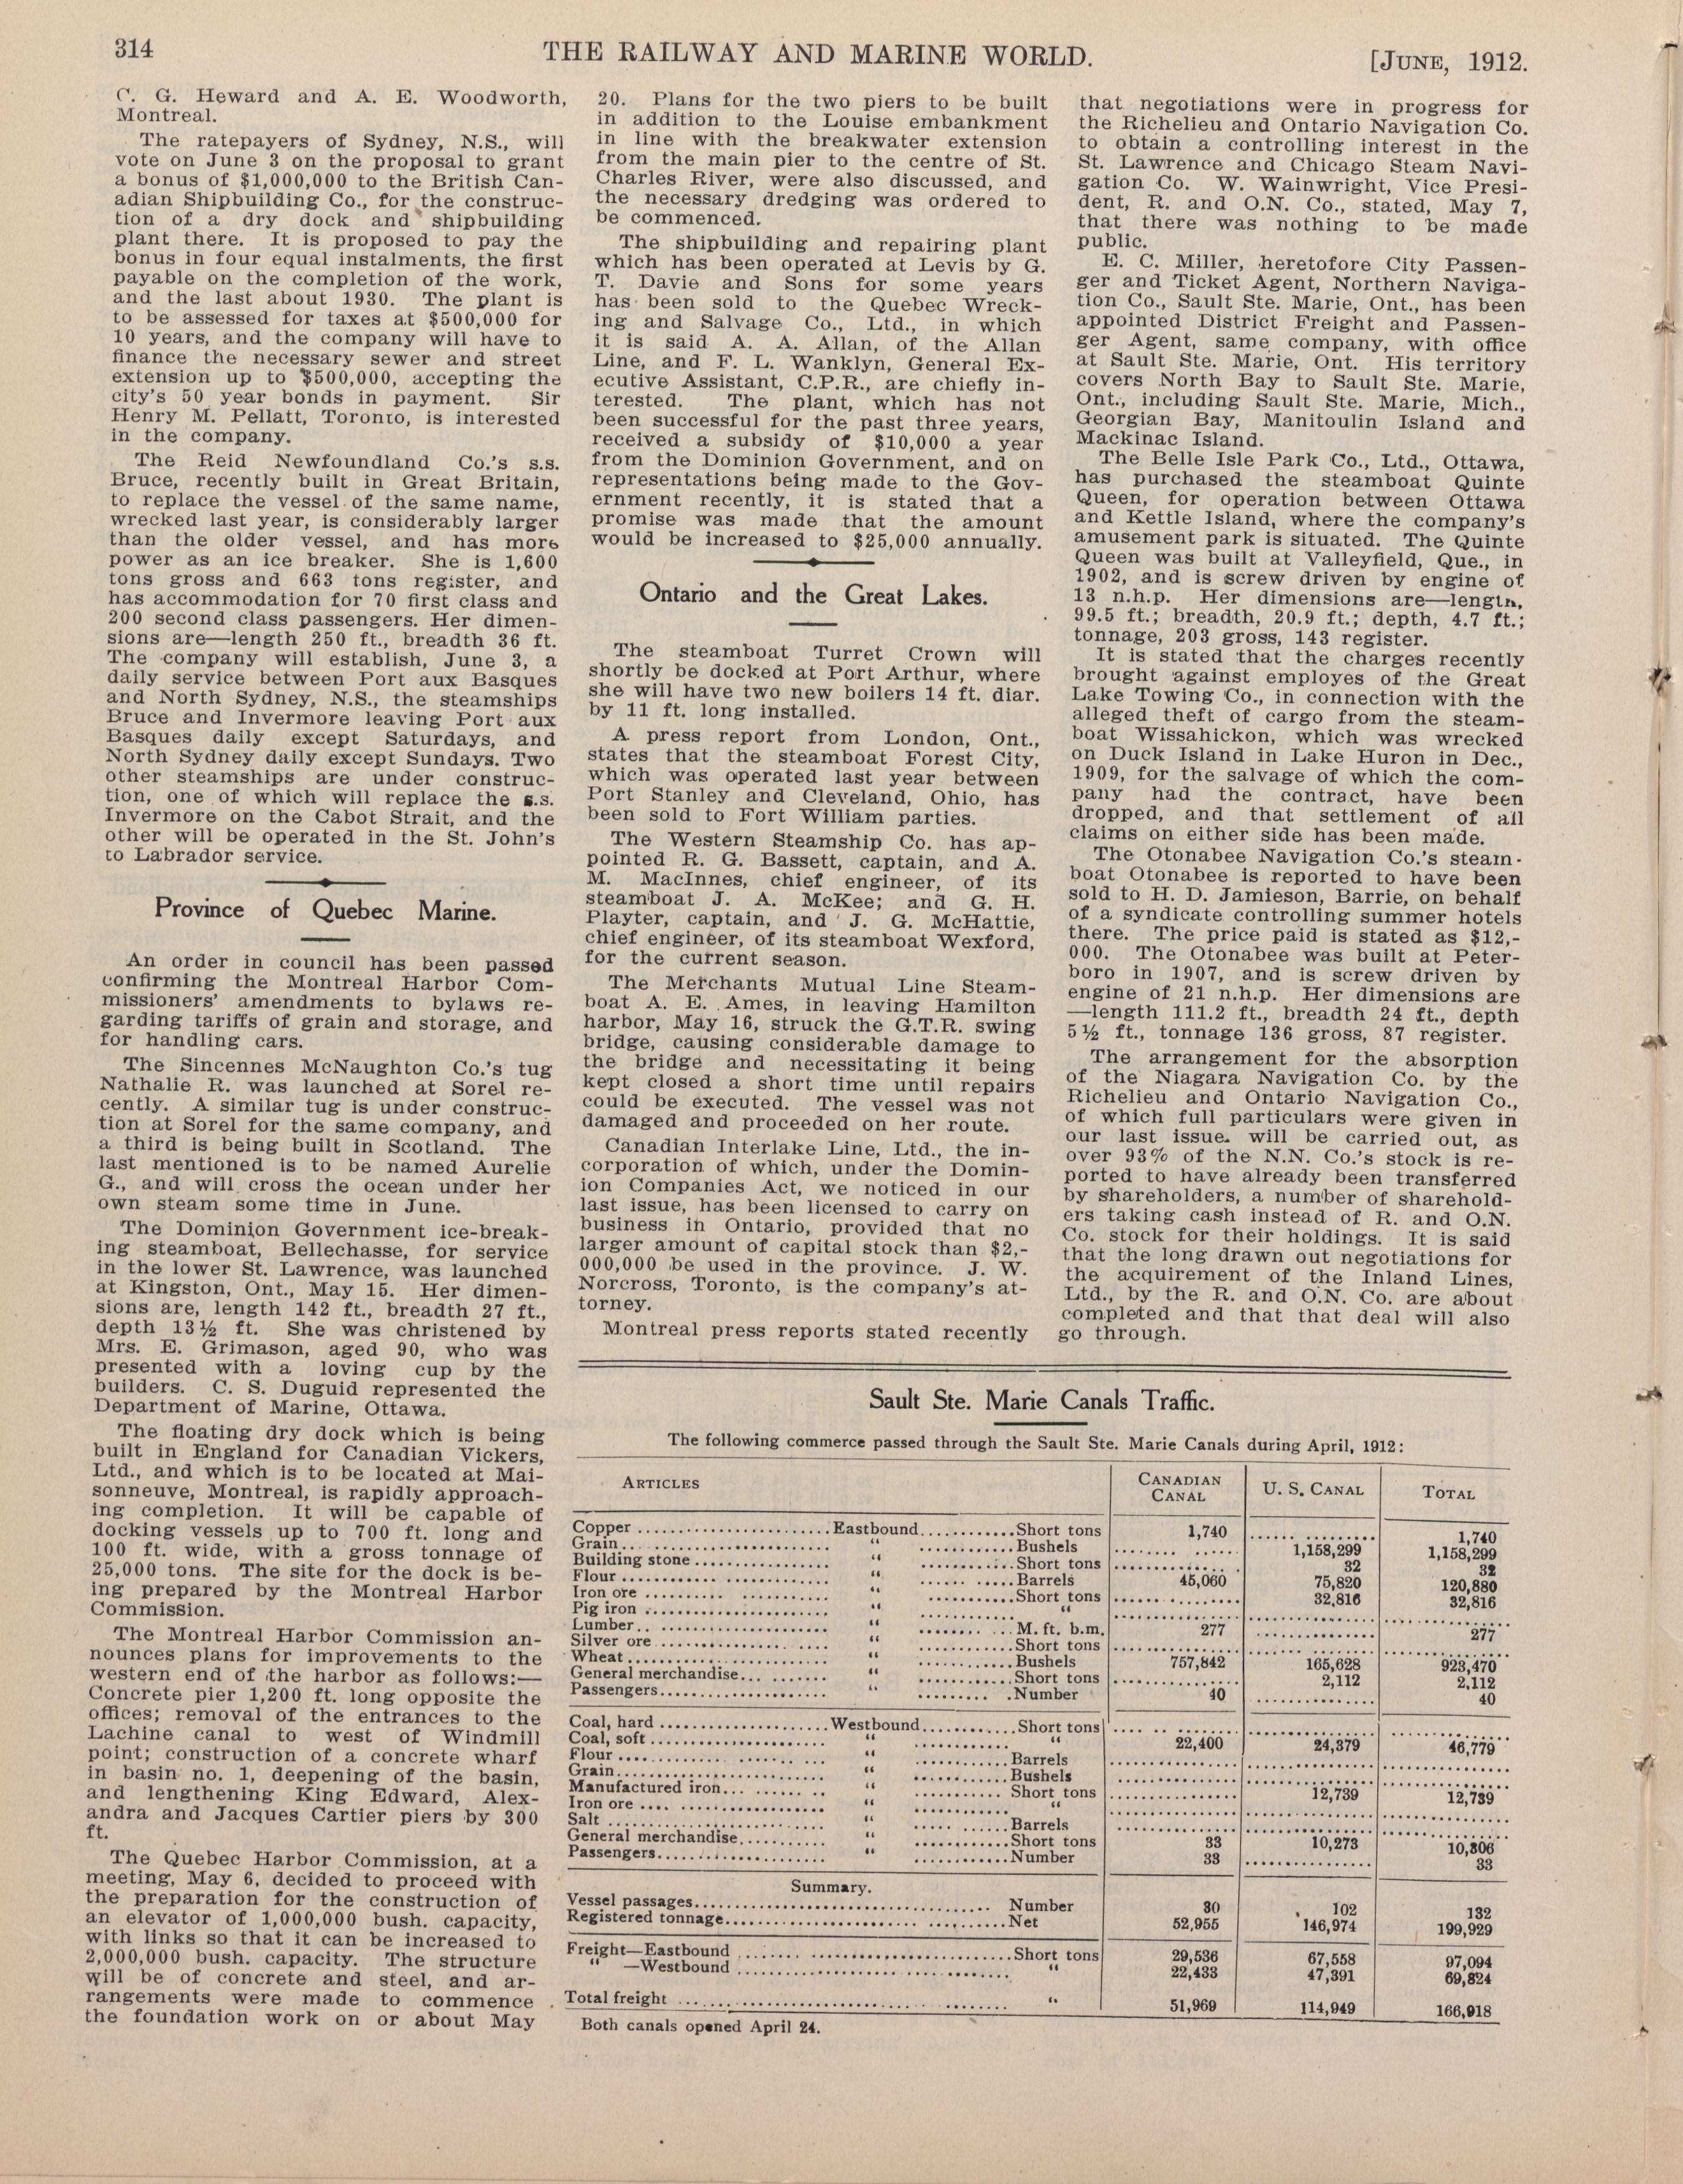 314
THE RAILWAY AND MARINE WORLD.
[JUNE, 1912.
C. G. Heward and A. E. Woodworth,
Montreal.
The ratepayers of Sydney, N.S., will
vote on June 3 on the proposal to grant
a bonus of $1,000,000 to the British Can-
adian Shipbuilding Co., for the construc-
tion of a dry dock and shipbuilding
plant there. It is proposed to pay the
bonus in four equal instalments, the first
payable on the completion of the work,
and the last about 1930. The plant is
to be assessed for taxes at $500,000 for
10 years, and the company will have to
finance the necessary sewer and street
extension up to $500,000, accepting the
city's 50 year bonds in payment. Sir
Henry M. Pellatt, Toronto, is interested
in the company.
The Reid Newfoundland Co.'s s.s.
Bruce, recently built in Great Britain,
to replace the vessel of the same name,
wrecked last year, is considerably larger
than the older vessel, and has more
power as an ice breaker. She is 1,600
tons gross and 663 tons register, and
has accommodation for 70 first class and
200 second class passengers. Her dimen-
sions are—length 250 ft., breadth 36 ft.
The company will establish, June 3, a
daily service between Port aux Basques
and North Sydney, N.S., the steamships
Bruce and Invermore leaving Port aux
Basques daily except Saturdays, and
North Sydney daily except Sundays. Two
other steamships are under construc-
tion, one of which will replace the s.s.
Invermore on the Cabot Strait, and the
other will be operated in the St. John's
to Labrador service.
Province of Quebec Marine.
An order in council has been passed
confirming the Montreal Harbor Com-
missioners' amendments to bylaws re-
garding tariffs of grain and storage, and
for handling cars.
The Sincennes McNaughton Co.'s tug
Nathalie R. was launched at Sorel re-
cently. A similar tug is under construc-
tion at Sorel for the same company, and
a third is being built in Scotland. The
last mentioned is to be named Aurelie
G., and will cross the ocean under her
own steam some time in June.
The Dominion Government ice-break-
ing steamboat, Bellechasse, for service
in the lower St. Lawrence, was launched
at Kingston, Ont., May 15. Her dimen-
sions are, length 142 ft., breadth 27 ft.,
depth 13½ ft. She was christened by
Mrs. E. Grimason, aged 90, who was
presented with a loving cup by the
builders. C. S. Duguid represented the
Department of Marine, Ottawa.
The floating dry dock which is being
built in England for Canadian Vickers,
Ltd., and which is to be located at Mai-
sonneuve, Montreal, is rapidly approach-
ing completion. It will be capable of
docking vessels up to 700 ft. long and
100 ft. wide, with a gross tonnage of
25,000 tons. The site for the dock is be-
ing prepared by the Montreal Harbor
Commission.
The Montreal Harbor Commission an-
nounces plans for improvements to the
western end of the harbor as follows:—
Concrete pier 1,200 ft. long opposite the
offices; removal of the entrances to the
Lachine canal to west of Windmill
point; construction of a concrete wharf
in basin no. 1, deepening of the basin,
and lengthening King Edward, Alex-
andra and Jacques Cartier piers by 300
ft.
The Quebec Harbor Commission, at a
meeting, May 6, decided to proceed with
the preparation for the construction of
an elevator of 1,000,000 bush. capacity,
with links so that it can be increased to
2,000,000 bush. capacity. The structure
will be of concrete and steel, and ar-
rangements were made to commence
the foundation work on or about May
20. Plans for the two piers to be built
in addition to the Louise embankment
in line with the breakwater extension
from the main pier to the centre of St.
Charles River, were also discussed, and
the necessary dredging was ordered to
be commenced.
The shipbuilding and repairing plant
which has been operated at Levis by G.
T. Davie and Sons for some years
has been sold to the Quebec Wreck-
ing and Salvage Co., Ltd., in which
it is said A. A. Allan, of the Allan
Line, and F. L. Wanklyn, General Ex-
ecutive Assistant, C.P.R., are chiefly in-
terested. The plant, which has not
been successful for the past three years,
received a subsidy of $10,000 a year
from the Dominion Government, and on
representations being made to the Gov-
ernment recently, it is stated that a
promise was made that the amount
would be increased to $25,000 annually.
Ontario and the Great Lakes.
The steamboat Turret Crown will
shortly be docked at Port Arthur, where
she will have two new boilers 14 ft. diar.
by 11 ft. long installed.
A press report from London, Ont.,
states that the steamboat Forest City,
which was operated last year between
Port Stanley and Cleveland, Ohio, has
been sold to Fort William parties.
The Western Steamship Co. has ap-
pointed R. G. Bassett, captain, and A.
M. MacInnes, chief engineer, of its
steamboat J. A. McKee; and G. H.
Playter, captain, and J. G. McHattie,
chief engineer, of its steamboat Wexford,
for the current season.
The Merchants Mutual Line Steam-
boat A. E. Ames, in leaving Hamilton
harbor, May 16, struck the G.T.R. swing
bridge, causing considerable damage to
the bridge and necessitating it being
kept closed a short time until repairs
could be executed. The vessel was not
damaged and proceeded on her route.
Canadian Interlake Line, Ltd., the in-
corporation of which, under the Domin-
ion Companies Act, we noticed in our
last issue, has been licensed to carry on
business in Ontario, provided that no
larger amount of capital stock than $2,-
000,000 be used in the province. J. W.
Norcross, Toronto, is the company's at-
torney.
Montreal press reports stated recently
that negotiations were in progress for
the Richelieu and Ontario Navigation Co.
to obtain a controlling interest in the
St. Lawrence and Chicago Steam Navi-
gation Co. W. Wainwright, Vice Presi-
dent, R. and O.N. Co., stated, May 7,
that there was nothing to be made
public.
E. C. Miller, heretofore City Passen-
ger and Ticket Agent, Northern Naviga-
tion Co., Sault Ste. Marie, Ont., has been
appointed District Freight and Passen-
ger Agent, same company, with office
at Sault Ste. Marie, Ont. His territory
covers North Bay to Sault Ste. Marie,
Ont., including Sault Ste. Marie, Mich.,
Georgian Bay, Manitoulin Island and
Mackinac Island.
The Belle Isle Park Co., Ltd., Ottawa,
has purchased the steamboat Quinte
Queen, for operation between Ottawa
and Kettle Island, where the company's
amusement park is situated. The Quinte
Queen was built at Valleyfield, Que., in
1902, and is screw driven by engine of
13 n.h.p. Her dimensions are—length,
99.5 ft.; breadth, 20.9 ft.; depth, 4.7 ft.;
tonnage, 203 gross, 143 register.
It is stated that the charges recently
brought against employes of the Great
Lake Towing Co., in connection with the
alleged theft of cargo from the steam-
boat Wissahickon, which was wrecked
on Duck Island in Lake Huron in Dec.,
1909, for the salvage of which the com-
pany had the contract, have been
dropped, and that settlement of all
claims on either side has been made.
The Otonabee Navigation Co.'s steam-
boat Otonabee is reported to have been
sold to H. D. Jamieson, Barrie, on behalf
of a syndicate controlling summer hotels
there. The price paid is stated as $12,-
000. The Otonabee was built at Peter-
boro in 1907, and is screw driven by
engine of 21 n.h.p. Her dimensions are
—length 111.2 ft., breadth 24 ft., depth
5½ ft., tonnage 136 gross, 87 register.
The arrangement for the absorption
of the Niagara Navigation Co. by the
Richelieu and Ontario Navigation Co.,
of which full particulars were given in
our last issue. will be carried out, as
over 93% of the N.N. Co.'s stock is re-
ported to have already been transferred
by shareholders, a number of sharehold-
ers taking cash instead of R. and O.N.
Co. stock for their holdings. It is said
that the long drawn out negotiations for
the acquirement of the Inland Lines,
Ltd., by the R. and O.N. Co. are about
completed and that that deal will also
go through.
Sault Ste. Marie Canals Traffic.
The following commerce passed through the Sault Ste. Marie Canals during April, 1912:
ARTICLES CANADIAN CANAL U. S. CANAL TOTAL
Copper Eastbound Short tons 1,740 1,740
Grain " Bushels 1,158,299 1,158,299
Building stone " Short tons 32 32
Flour " Barrels 45,060 75,820 120,880
Iron ore " Short tons 32,816 32,816
Pig iron " "
Lumber " M. ft. b.m. 277 277
Silver ore " Short tons
Wheat " Bushels 757,842 165,628 923,470
General merchandise " Short tons 2,112 2,112
Passengers " Number 40 40
Coal, hard Westbound Short tons
Coal, soft " " 22,400 24,379 46,779
Flour " Barrels
Grain " Bushels
Manufactured iron " Short tons 12,739 12,739
Iron ore " "
Salt " Barrels
General merchandise " Short tons 33 10,273 10,306
Passengers " Number 33 33
Summary.
Vessel passages Number 30 102 132
Registered tonnage Net 52,955 146,974 199,929
Freight—Eastbound Short tons 29,536 67,558 97,094
" —Westbound " 22,433 47,391 69,824
Total freight " 51,969 114,949 166,918
Both canals opened April 24.